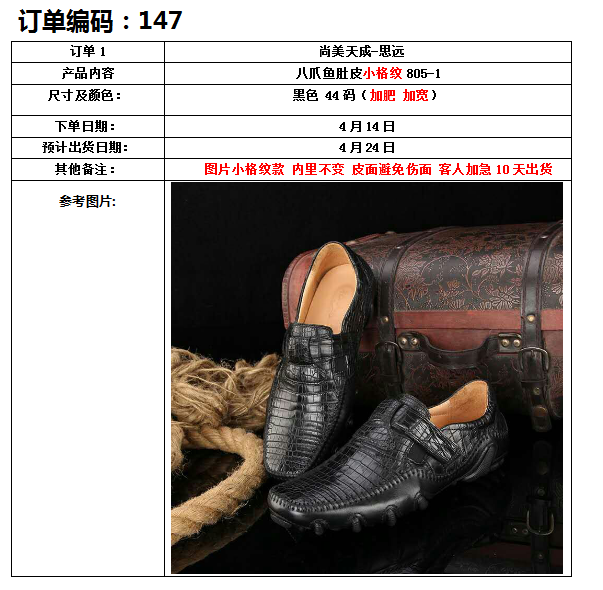 订单编码：147
订单 1 尚美天成-思远
产品内容 八爪鱼肚皮小格纹 805-1
尺寸及颜色： 黑色 44 码（加肥 加宽）
下单日期： 4 月 14 日
预计出货日期： 4 月 24 日
其他备注： 图片小格纹款 内里不变 皮面避免伤面 客人加急 10 天出货
参考图片: